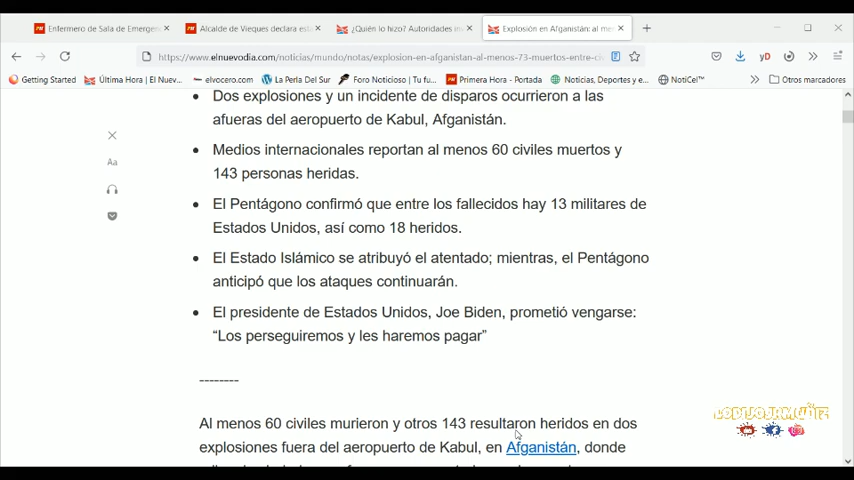 Enfermero de Sala de Emergen
Alcalde de Vieques declara est
¿Quién lo hizo? Autoridades in
Explosión en Afganistán: al me
https://www.elnuevodia.com/noticias/mundo/notas/explosion-en-afganistan-al-menos-73-muertos-entre-ci
Getting Started
Última Hora | El Nuev...
elvocero.com
La Perla Del Sur
Foro Noticioso | Tu fu...
Primera Hora - Portada
Noticias, Deportes y e...
NotiCel™
Otros marcadores
Dos explosiones y un incidente de disparos ocurrieron a las
afueras del aeropuerto de Kabul, Afganistán.
Aa
Medios internacionales reportan al menos 60 civiles muertos y
143 personas heridas.
El Pentágono confirmó que entre los fallecidos hay 13 militares de
Estados Unidos, así como 18 heridos.
El Estado Islámico se atribuyó el atentado; mientras, el Pentágono
anticipó que los ataques continuarán.
El presidente de Estados Unidos, Joe Biden, prometió vengarse:
“Los perseguiremos y les haremos pagar”
--------
Al menos 60 civiles murieron y otros 143 resultaron heridos en dos
explosiones fuera del aeropuerto de Kabul, en Afganistán, donde